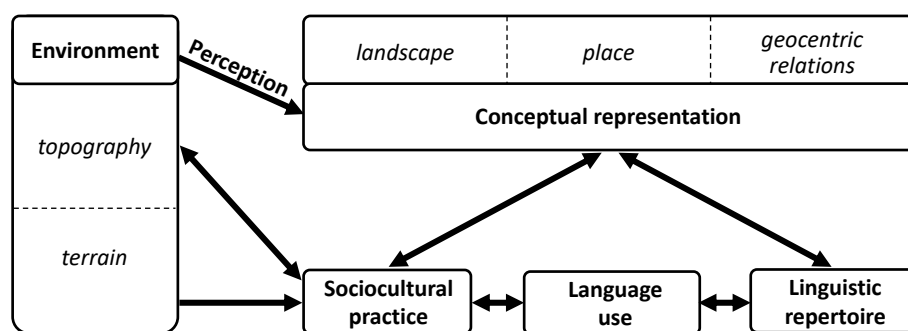 Environment
topography
terrain
Perception
landscape
place
geocentric
relations
Conceptual representation
Sociocultural
practice
Language
use
Linguistic
repertoire